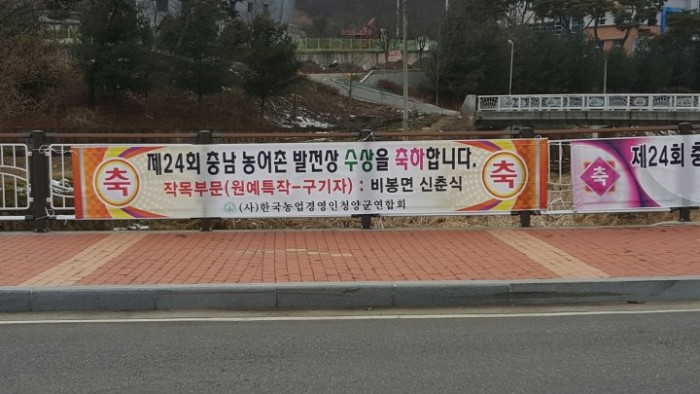 축
제24회 충남 농어촌 발전상 수상을 축하합니다.
작목부문(원예특작-구기자) : 비봉면 신춘식
(사)한국농업경영인청양군연합회
축
축
제24회 충